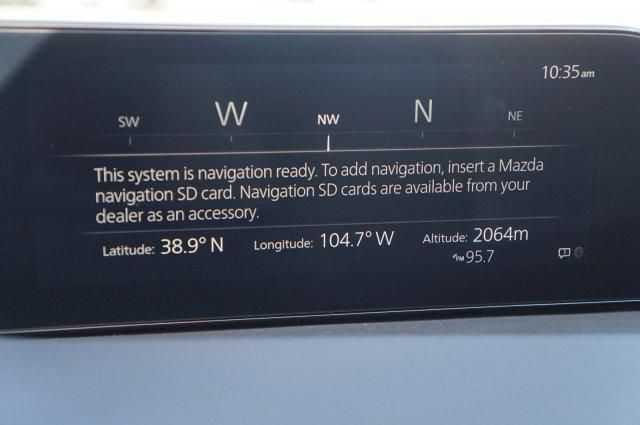 10:35am
SW W NW N NE
This system is navigation ready. To add navigation, insert a Mazda
navigation SD card. Navigation SD cards are available from your
dealer as an accessory.
Latitude: 38.9° N Longitude: 104.7° W Altitude: 2064m
FM 95.7